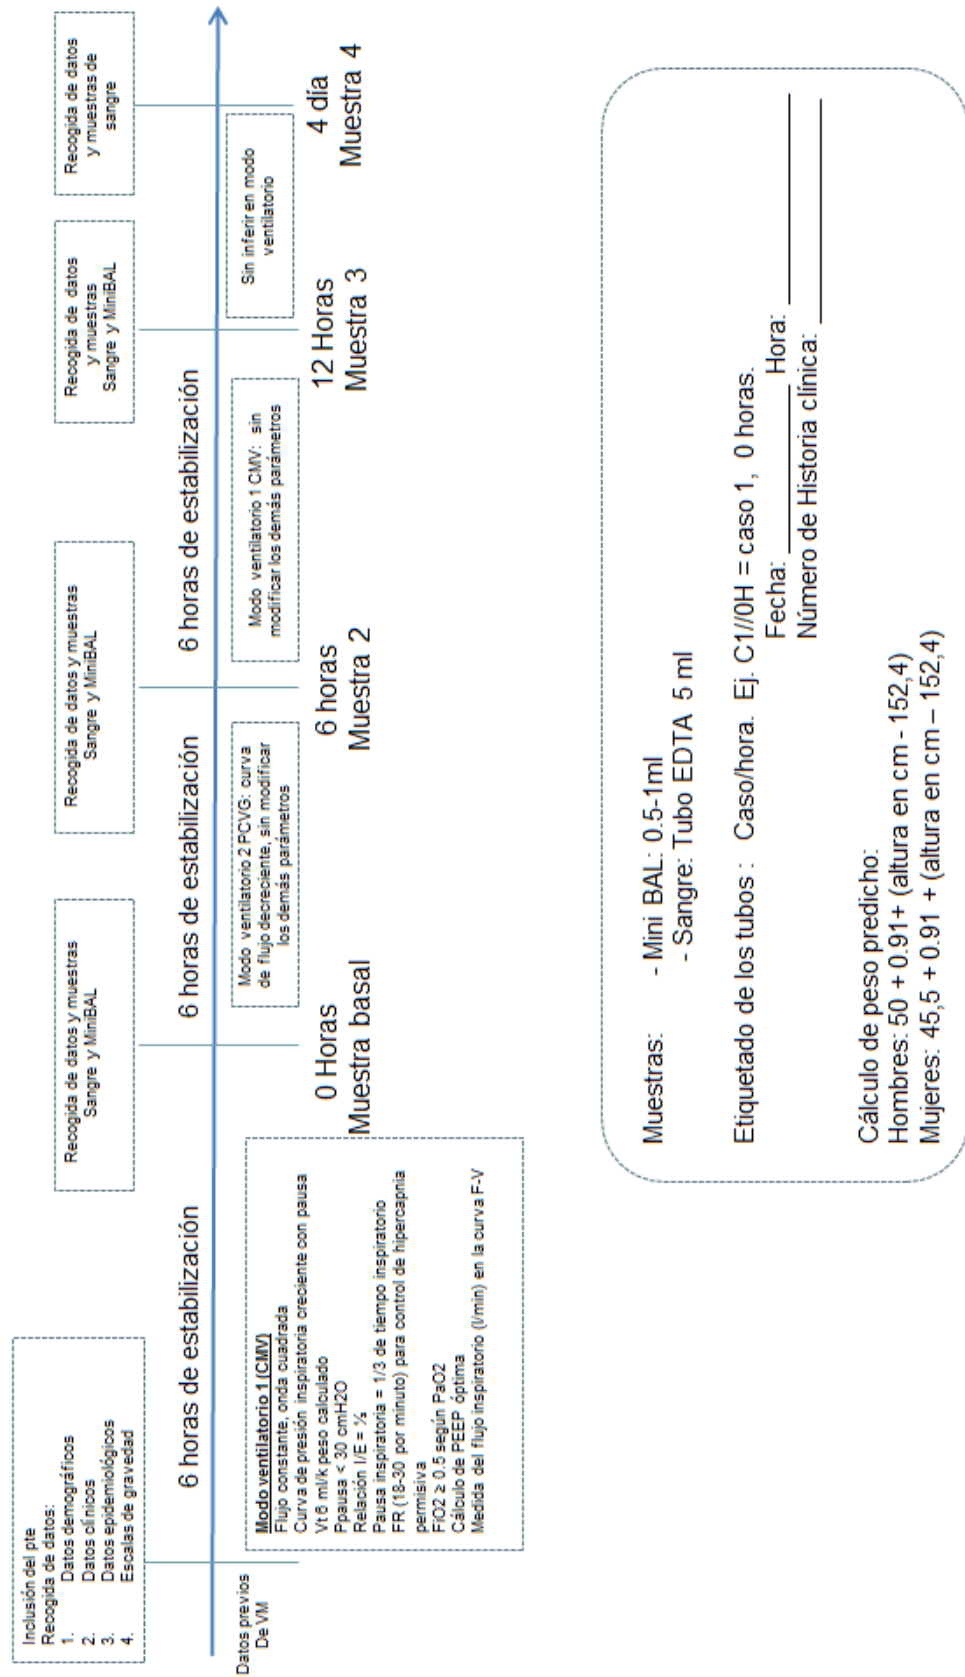 Inclusión del pte
Recogida de datos:
1. Datos demográficos
2. Datos clínicos
3. Datos epidemiológicos
4. Escalas de gravedad
Recogida de datos y muestras
Sangre y MiniBAL
Recogida de datos y muestras
Sangre y MiniBAL
Recogida de datos
y muestras
Sangre y MiniBAL
Recogida de datos
y muestras de
sangre
6 horas de estabilización
6 horas de estabilización
6 horas de estabilización
Datos previos
De VM
Modo ventilatorio 1 (CMV)
Flujo constante, onda cuadrada
Curva de presión inspiratoria creciente con pausa
Vt 6 ml/k peso calculado
Ppausa < 30 cmH2O
Relación I/E = ½
Pausa inspiratoria = 1/3 de tiempo inspiratorio
FR (18-30 por minuto) para control de hipercapnia
permisiva
FiO2 ≥ 0.5 según PaO2
Cálculo de PEEP óptima
Medida del flujo inspiratorio (l/min) en la curva F-V
Modo ventilatorio 2 PCVG: curva
de flujo decreciente, sin modificar
los demás parámetros
Modo ventilatorio 1 CMV: sin
modificar los demás parámetros
Sin inferir en modo
ventilatorio
0 Horas
Muestra basal
6 horas
Muestra 2
12 Horas
Muestra 3
4 día
Muestra 4
Muestras: - Mini BAL: 0.5-1ml
- Sangre: Tubo EDTA 5 ml
Etiquetado de los tubos : Caso/hora. Ej. C1//0H = caso 1, 0 horas.
Fecha: __________ Hora: __________
Número de Historia clínica: __________
Cálculo de peso predicho:
Hombres: 50 + 0.91+ (altura en cm - 152,4)
Mujeres: 45,5 + 0.91 + (altura en cm – 152,4)